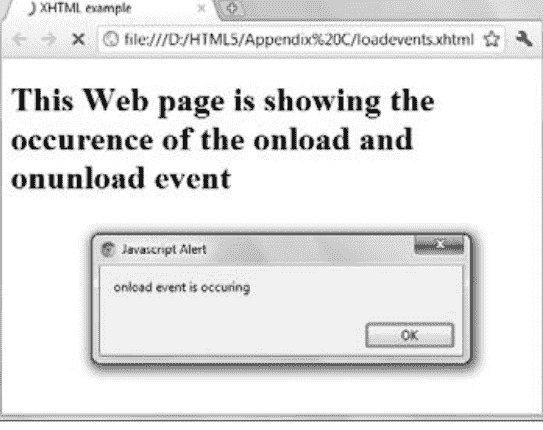 XHTML example
file:///D:/HTML5/Appendix%20C/loadevents.xhtml
This Web page is showing the
occurence of the onload and
onunload event
Javascript Alert
onload event is occuring
OK